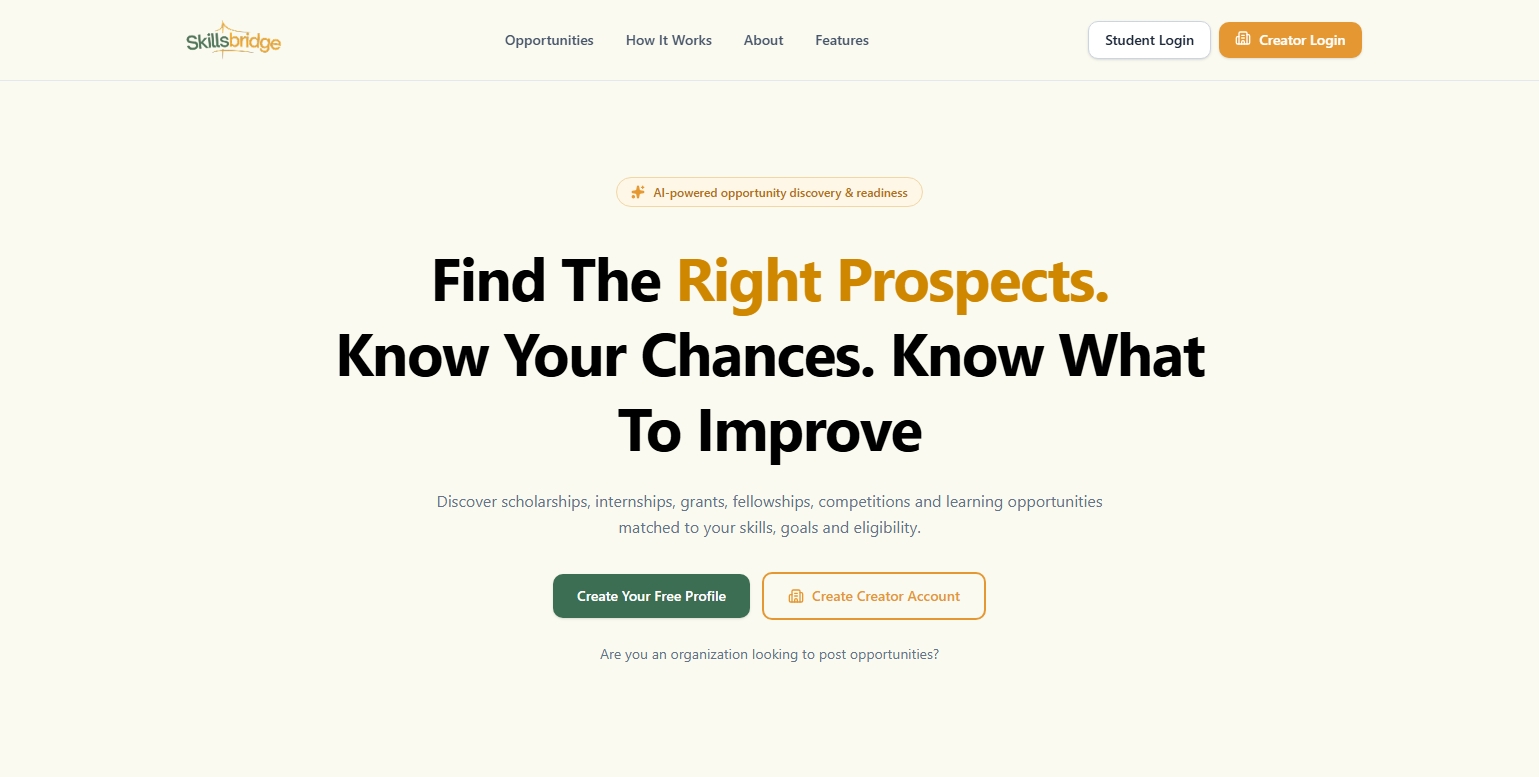 Skillsbridge
Opportunities
How It Works
About
Features
Student Login
Creator Login
AI-powered opportunity discovery & readiness
Find The Right Prospects.
Know Your Chances. Know What
To Improve
Discover scholarships, internships, grants, fellowships, competitions and learning opportunities
matched to your skills, goals and eligibility.
Create Your Free Profile
Create Creator Account
Are you an organization looking to post opportunities?